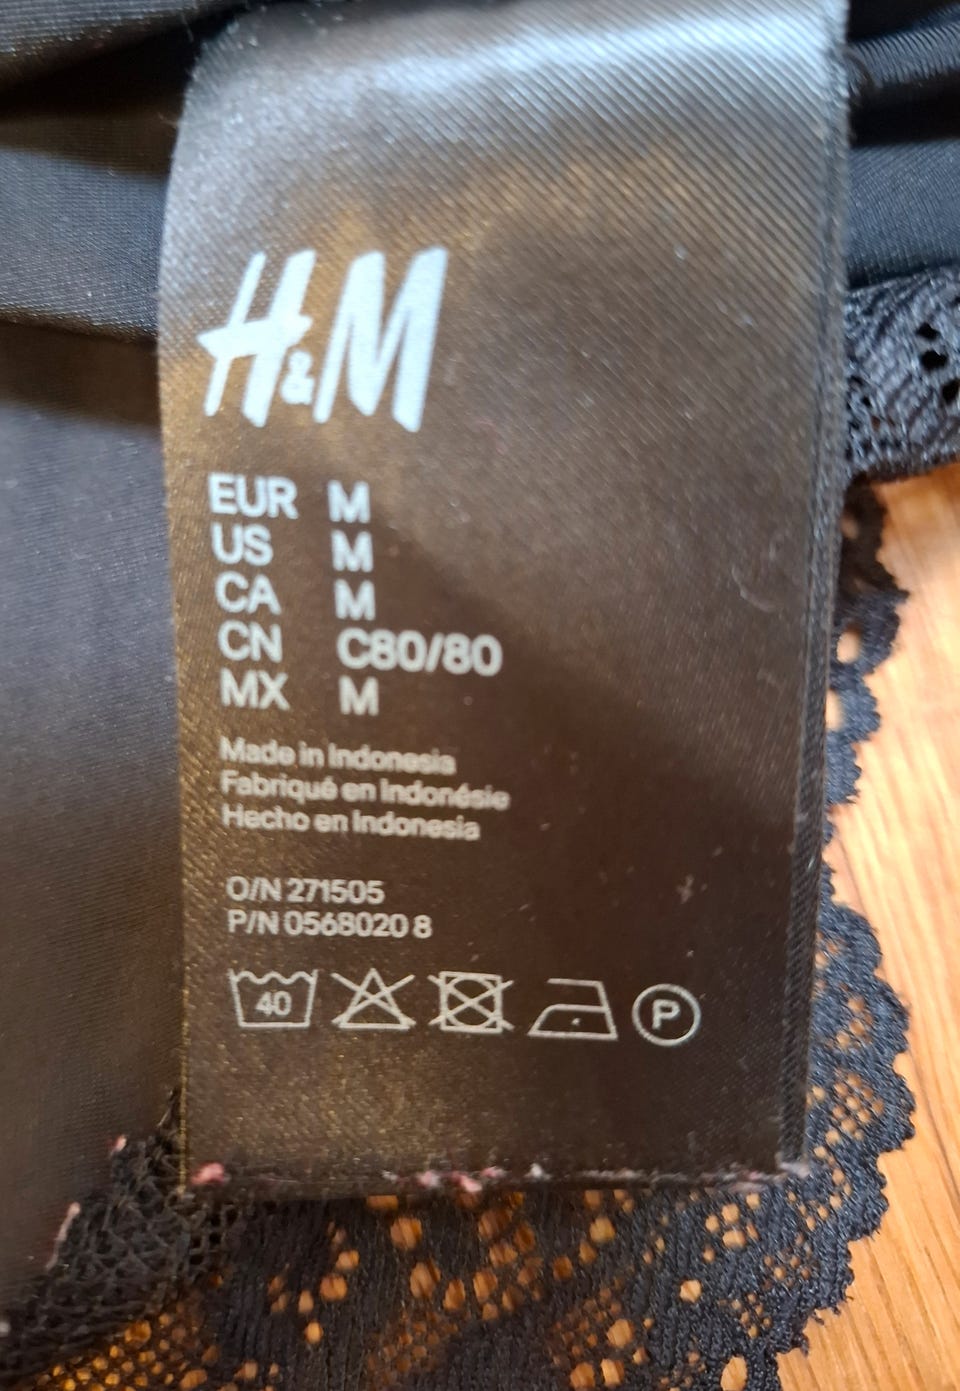 H&M
EUR M
US M
CA M
CN C80/80
MX M
Made in Indonesia
Fabriqué en Indonésie
Hecho en Indonesia
O/N 271505
P/N 0568020 8
40 P